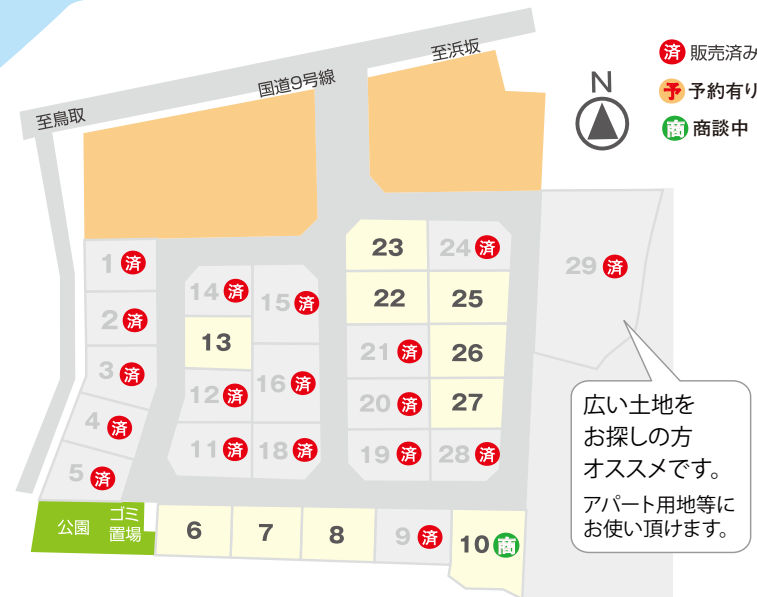 至浜坂
国道9号線
至鳥取
済 販売済み
予 予約有り
商 商談中
N
1 済
2 済
3 済
4 済
5 済
14 済
15 済
13
16 済
12 済
11 済
18 済
23
24 済
22
25
21 済
26
20 済
27
19 済
28 済
29 済
広い土地を
お探しの方
オススメです。
アパート用地等に
お使い頂けます。
公園
ゴミ
置場
6
7
8
9 済
10 商